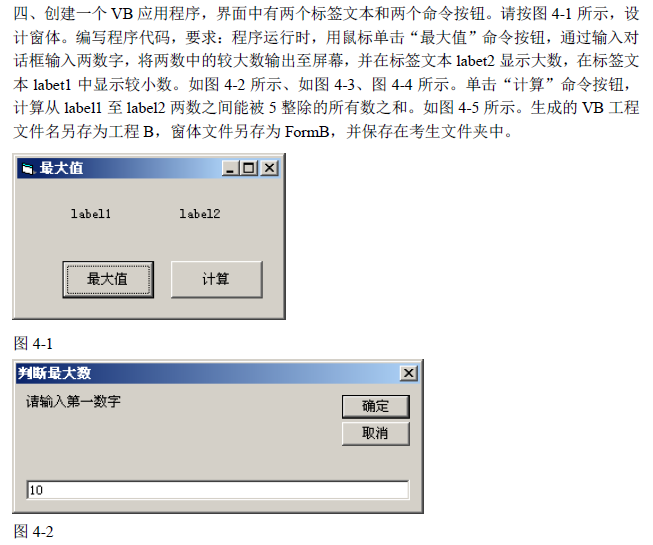 四、创建一个 VB 应用程序，界面中有两个标签文本和两个命令按钮。请按图 4-1 所示，设
计窗体。编写程序代码，要求：程序运行时，用鼠标单击“最大值”命令按钮，通过输入对
话框输入两数字，将两数中的较大数输出至屏幕，并在标签文本 labet2 显示大数，在标签文
本 labet1 中显示较小数。如图 4-2 所示、如图 4-3、图 4-4 所示。单击“计算”命令按钮，
计算从 label1 至 label2 两数之间能被 5 整除的所有数之和。如图 4-5 所示。生成的 VB 工程
文件名另存为工程 B，窗体文件另存为 FormB，并保存在考生文件夹中。
最大值
label1 label2
最大值 计算
图 4-1
判断最大数
请输入第一数字
确定
取消
10
图 4-2